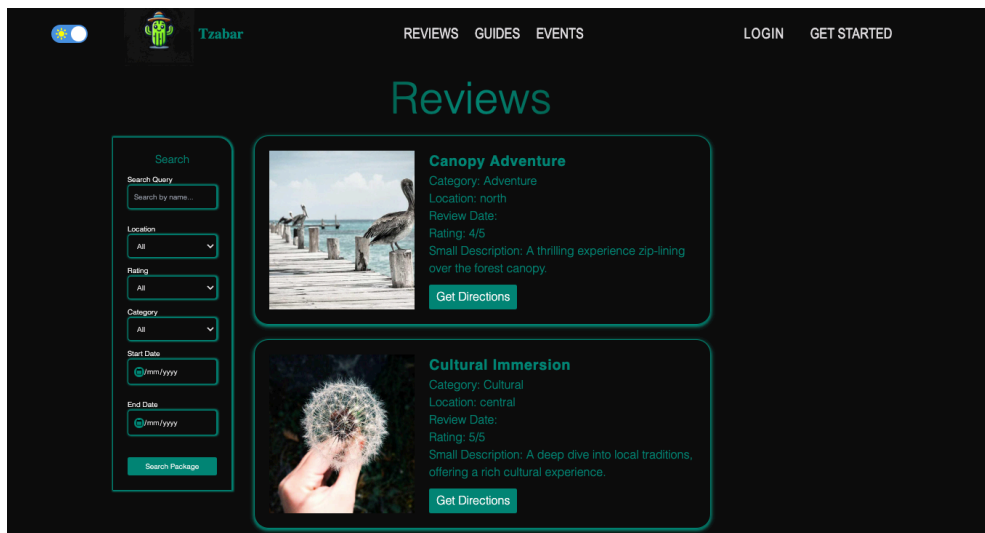 Tzabar
REVIEWS GUIDES EVENTS
LOGIN GET STARTED
Reviews
Search
Search Query
Search by name...
Location
All
Rating
All
Category
All
Start Date
/mm/yyyy
End Date
/mm/yyyy
Search Package
Canopy Adventure
Category: Adventure
Location: north
Review Date:
Rating: 4/5
Small Description: A thrilling experience zip-lining
over the forest canopy.
Get Directions
Cultural Immersion
Category: Cultural
Location: central
Review Date:
Rating: 5/5
Small Description: A deep dive into local traditions,
offering a rich cultural experience.
Get Directions